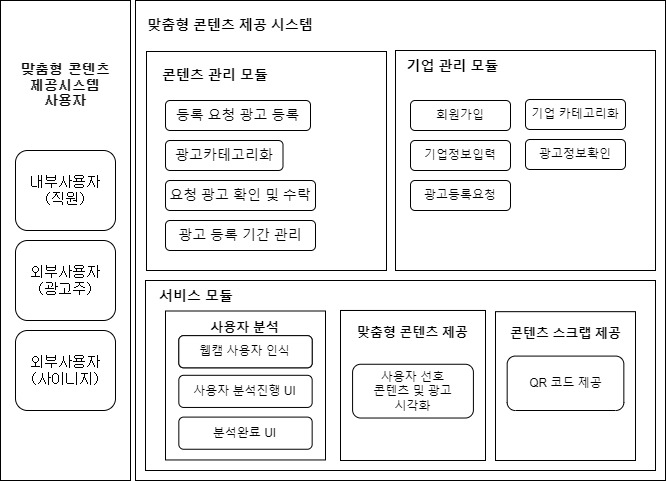 맞춤형 콘텐츠
제공시스템
사용자
내부사용자
(직원)
외부사용자
(광고주)
외부사용자
(사이니지)
맞춤형 콘텐츠 제공 시스템
콘텐츠 관리 모듈
등록 요청 광고 등록
광고카테고리화
요청 광고 확인 및 수락
광고 등록 기간 관리
기업 관리 모듈
회원가입
기업 카테고리화
기업정보입력
광고정보확인
광고등록요청
서비스 모듈
사용자 분석
웹캠 사용자 인식
사용자 분석진행 UI
분석완료 UI
맞춤형 콘텐츠 제공
사용자 선호
콘텐츠 및 광고
시각화
콘텐츠 스크랩 제공
QR 코드 제공